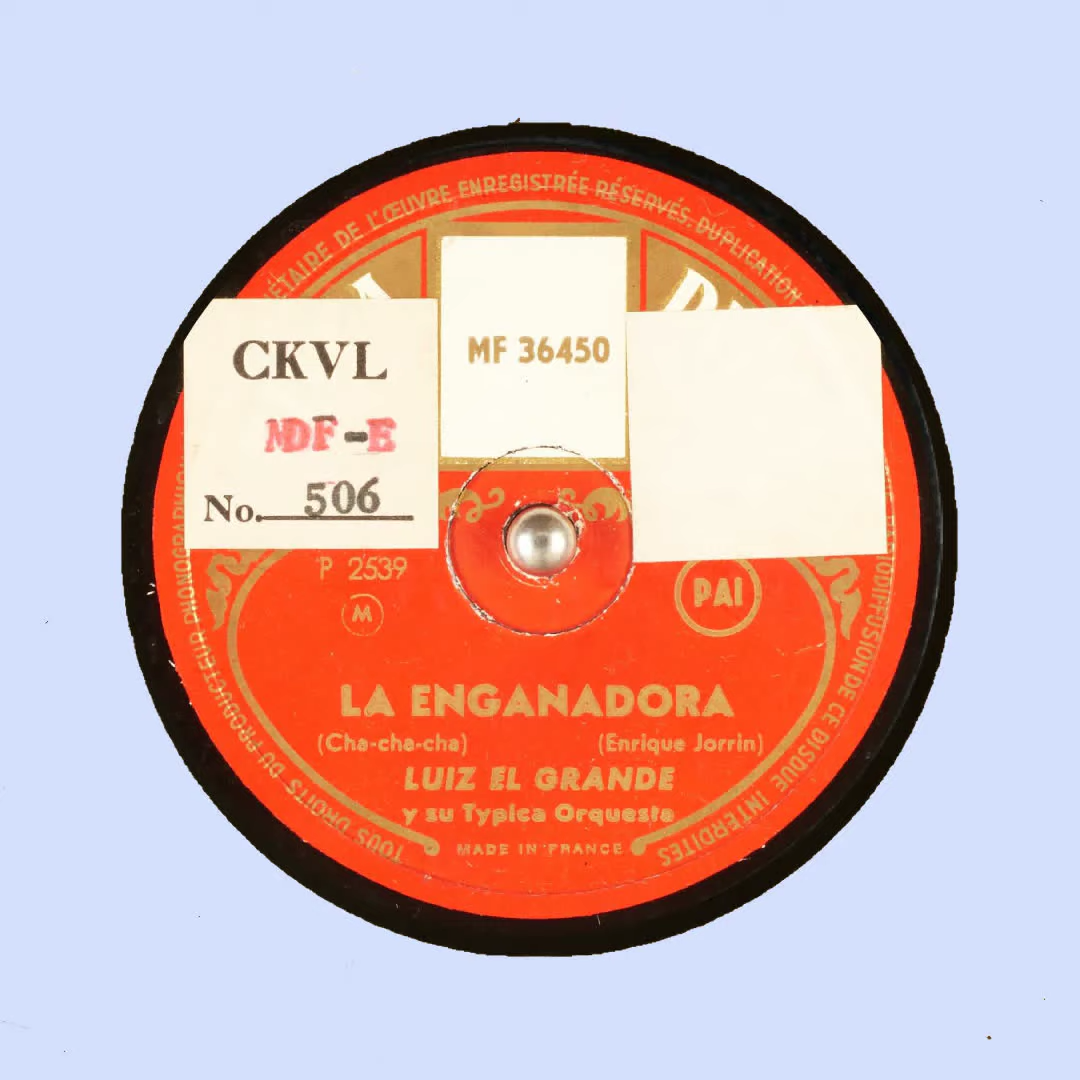 TOUS DROITS DU PRODUCTEUR PHONOGRAPHIQUE
DE L'ŒUVRE ENREGISTRÉE RÉSERVÉS. DUPLICATION
DE CE DISQUE INTERDITES
CKVL
MDF-E
No. 506
MF 36450
P 2539
M
PAI
LA ENGANADORA
(Cha-cha-cha) (Enrique Jorrin)
LUIZ EL GRANDE
y su Typica Orquesta
MADE IN FRANCE